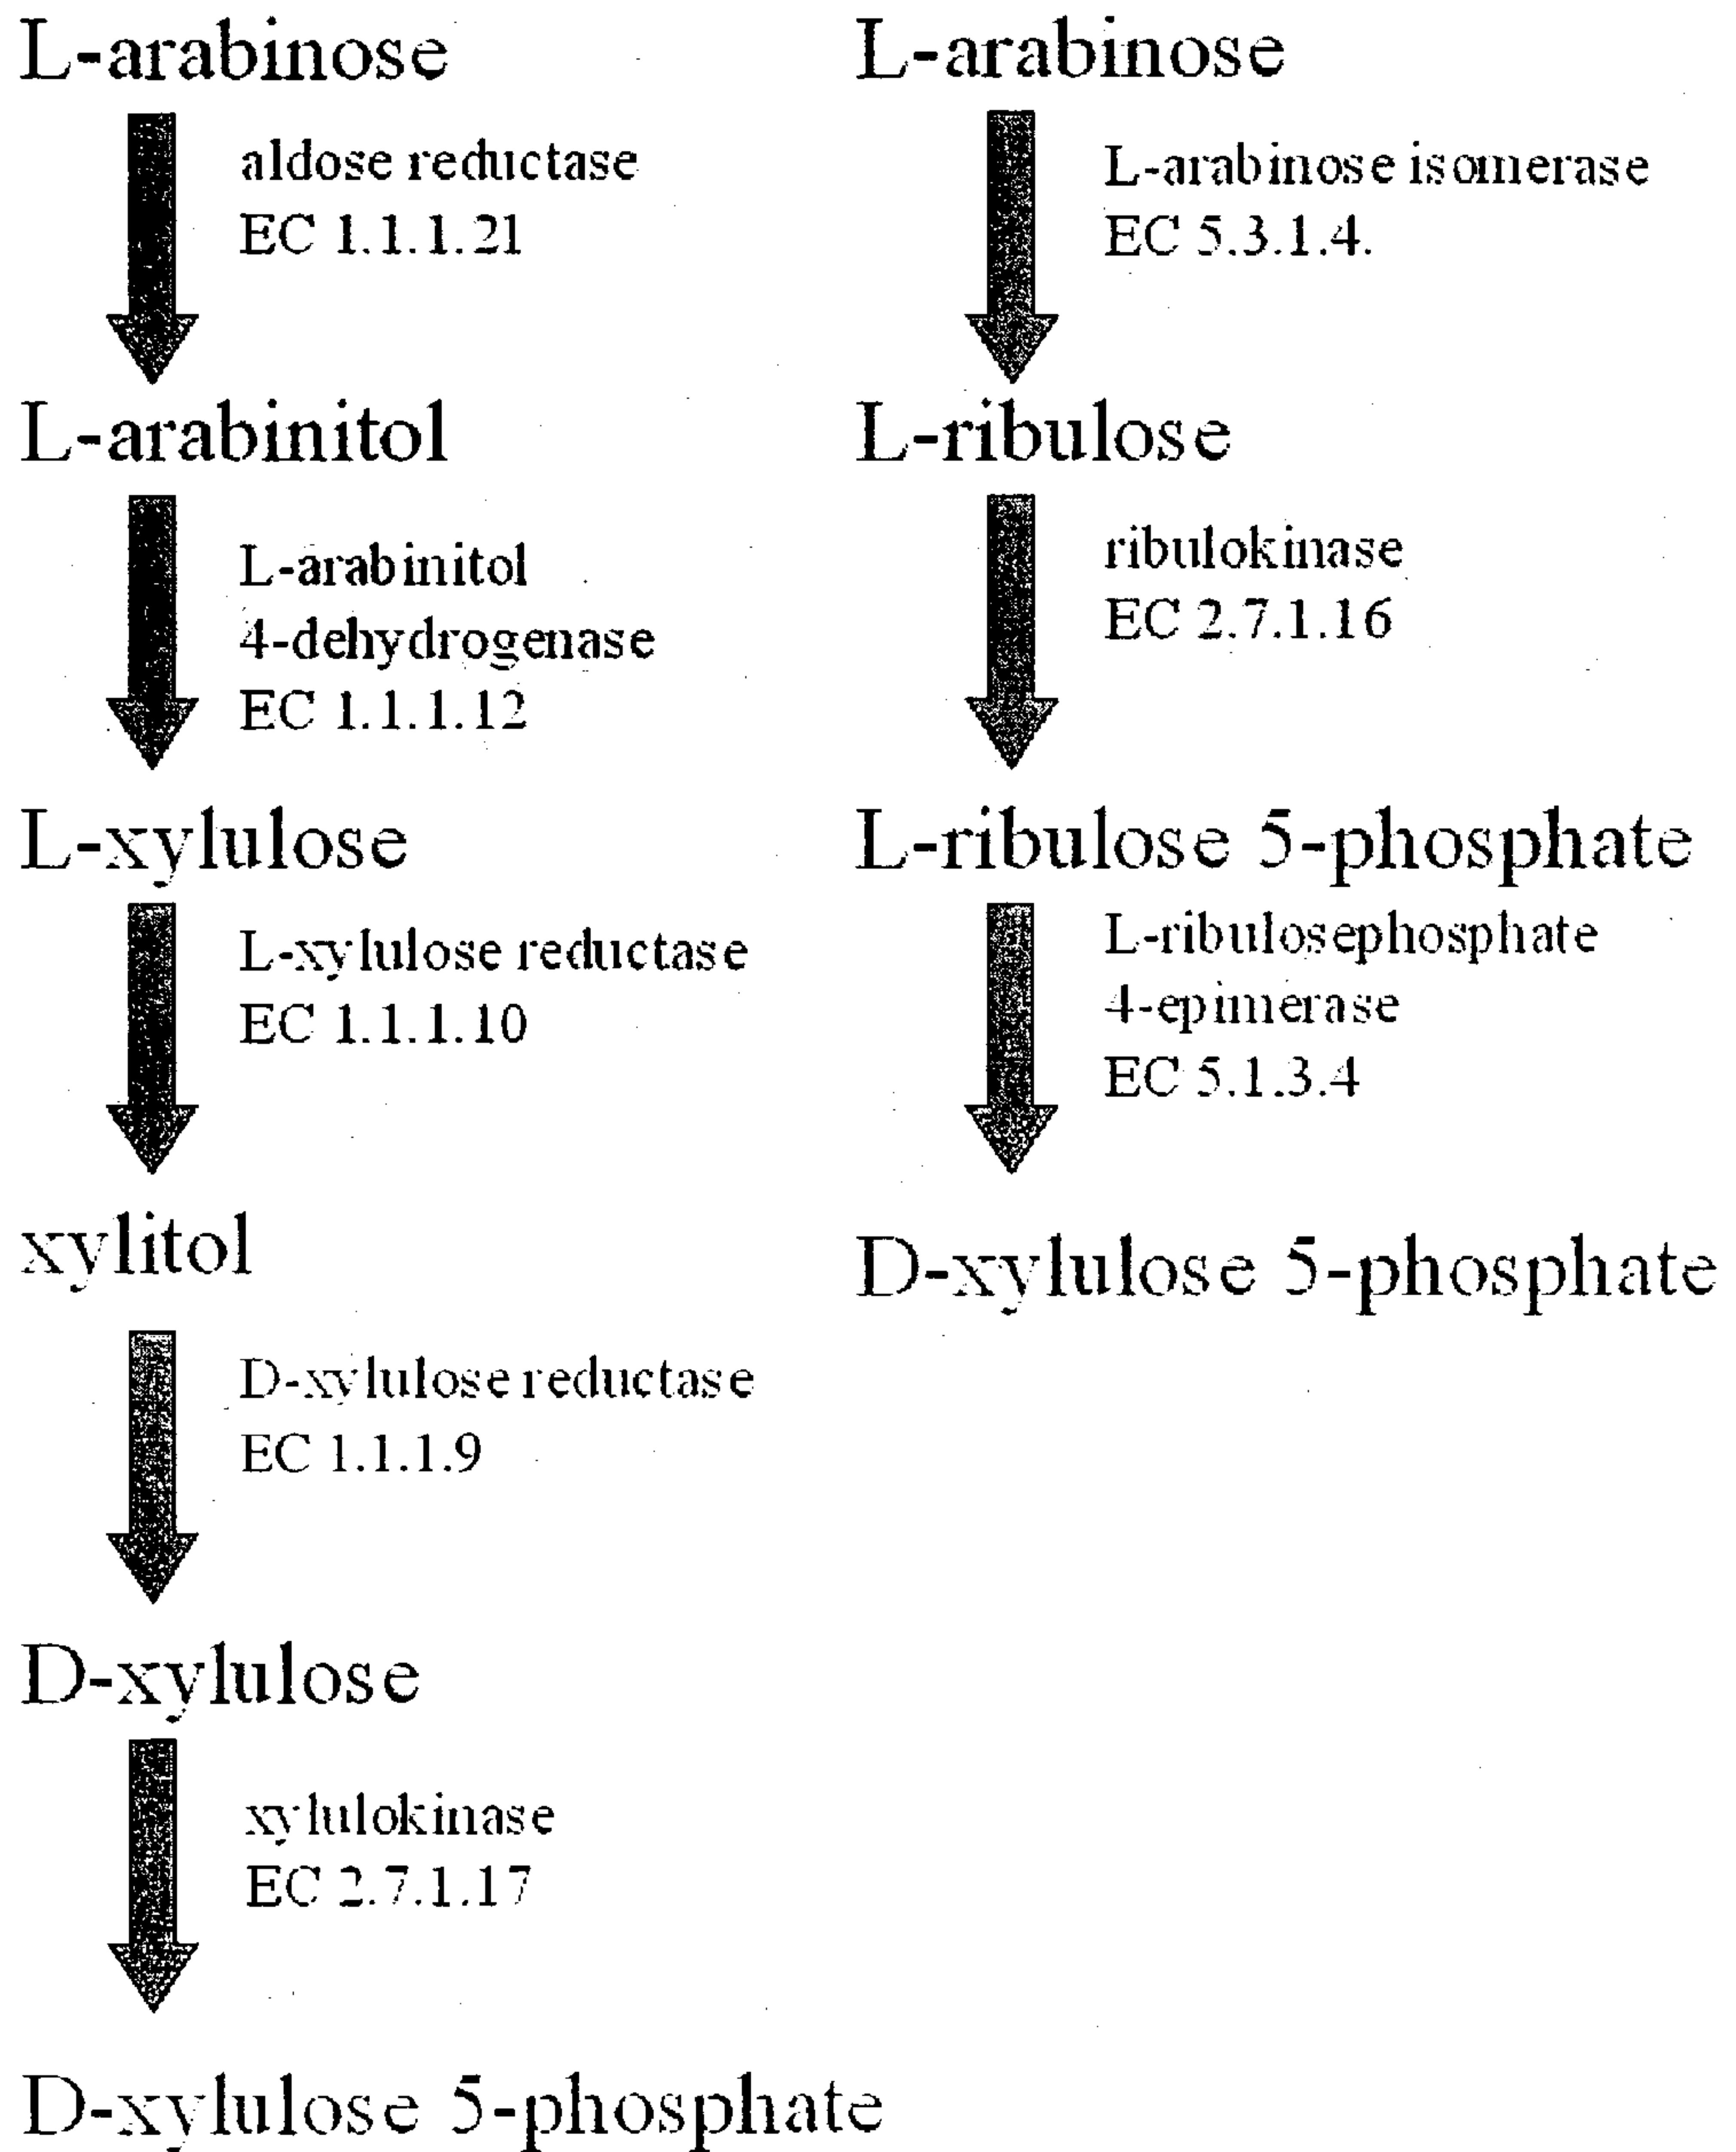 L-arabinose
aldose reductase
EC 1.1.1.21
L-arabinitol
L-arabinitol
4-dehydrogenase
EC 1.1.1.12
L-xylulose
L-xylulose reductase
EC 1.1.1.10
xylitol
D-xylulose reductase
EC 1.1.1.9
D-xylulose
xylulokinase
EC 2.7.1.17
D-xylulose 5-phosphate
L-arabinose
L-arabinose isomerase
EC 5.3.1.4.
L-ribulose
ribulokinase
EC 2.7.1.16
L-ribulose 5-phosphate
L-ribulosephosphate
4-epimerase
EC 5.1.3.4
D-xylulose 5-phosphate